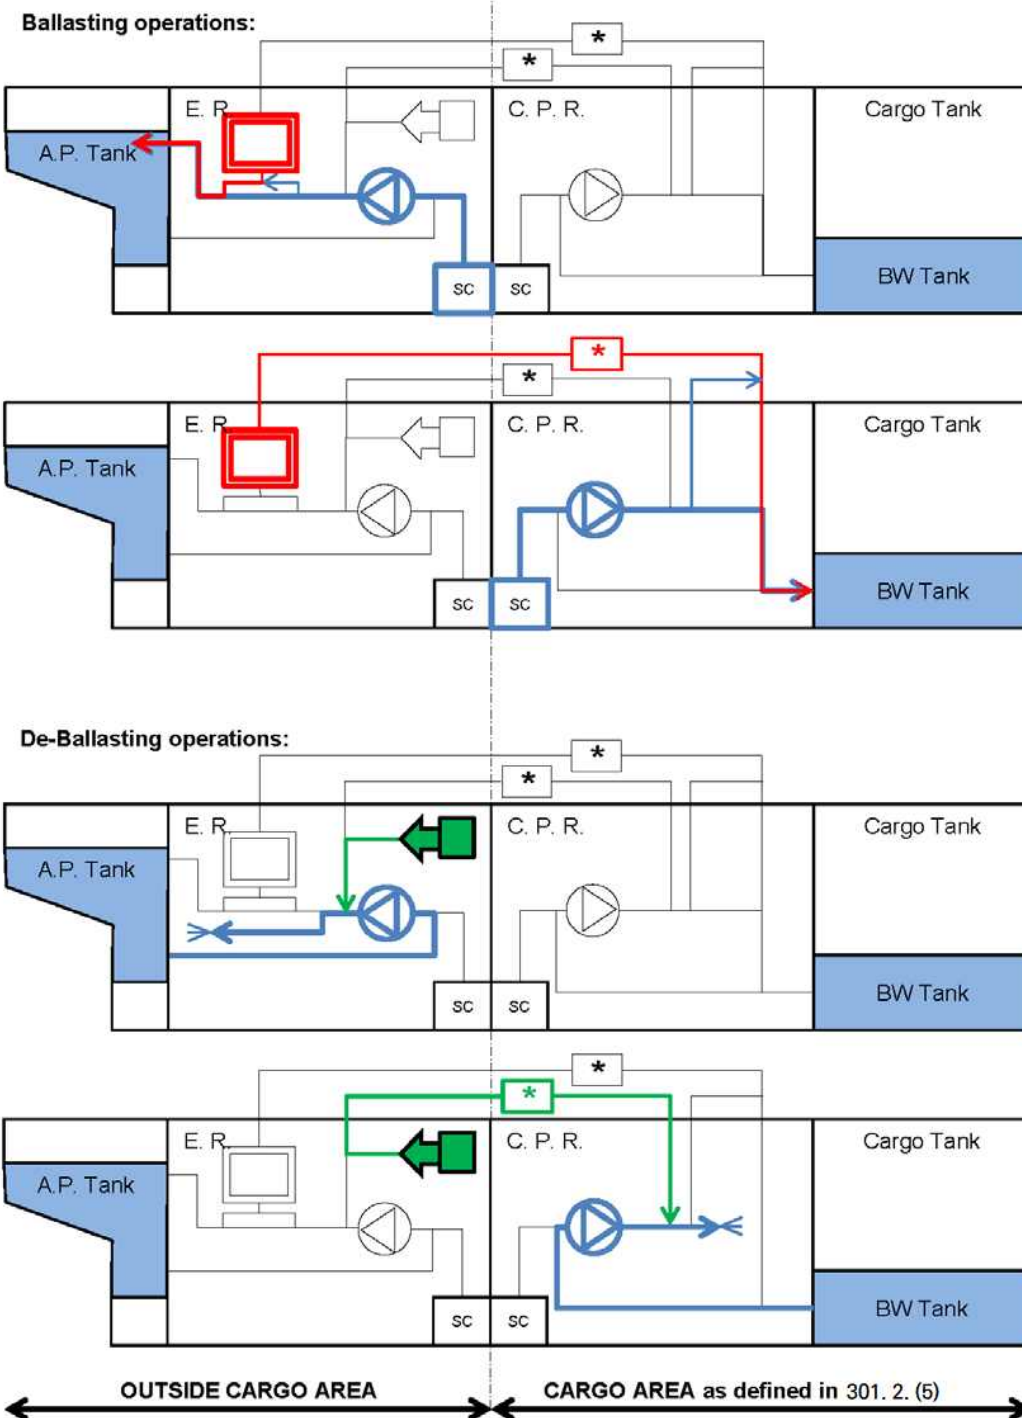 Ballasting operations:
*
*
E. R.
C. P. R.
Cargo Tank
A.P. Tank
BW Tank
SC
SC
*
*
E. R.
C. P. R.
Cargo Tank
A.P. Tank
BW Tank
SC
SC
De-Ballasting operations:
*
*
E. R.
C. P. R.
Cargo Tank
A.P. Tank
BW Tank
SC
SC
*
*
E. R.
C. P. R.
Cargo Tank
A.P. Tank
BW Tank
SC
SC
OUTSIDE CARGO AREA
CARGO AREA as defined in 301. 2. (5)